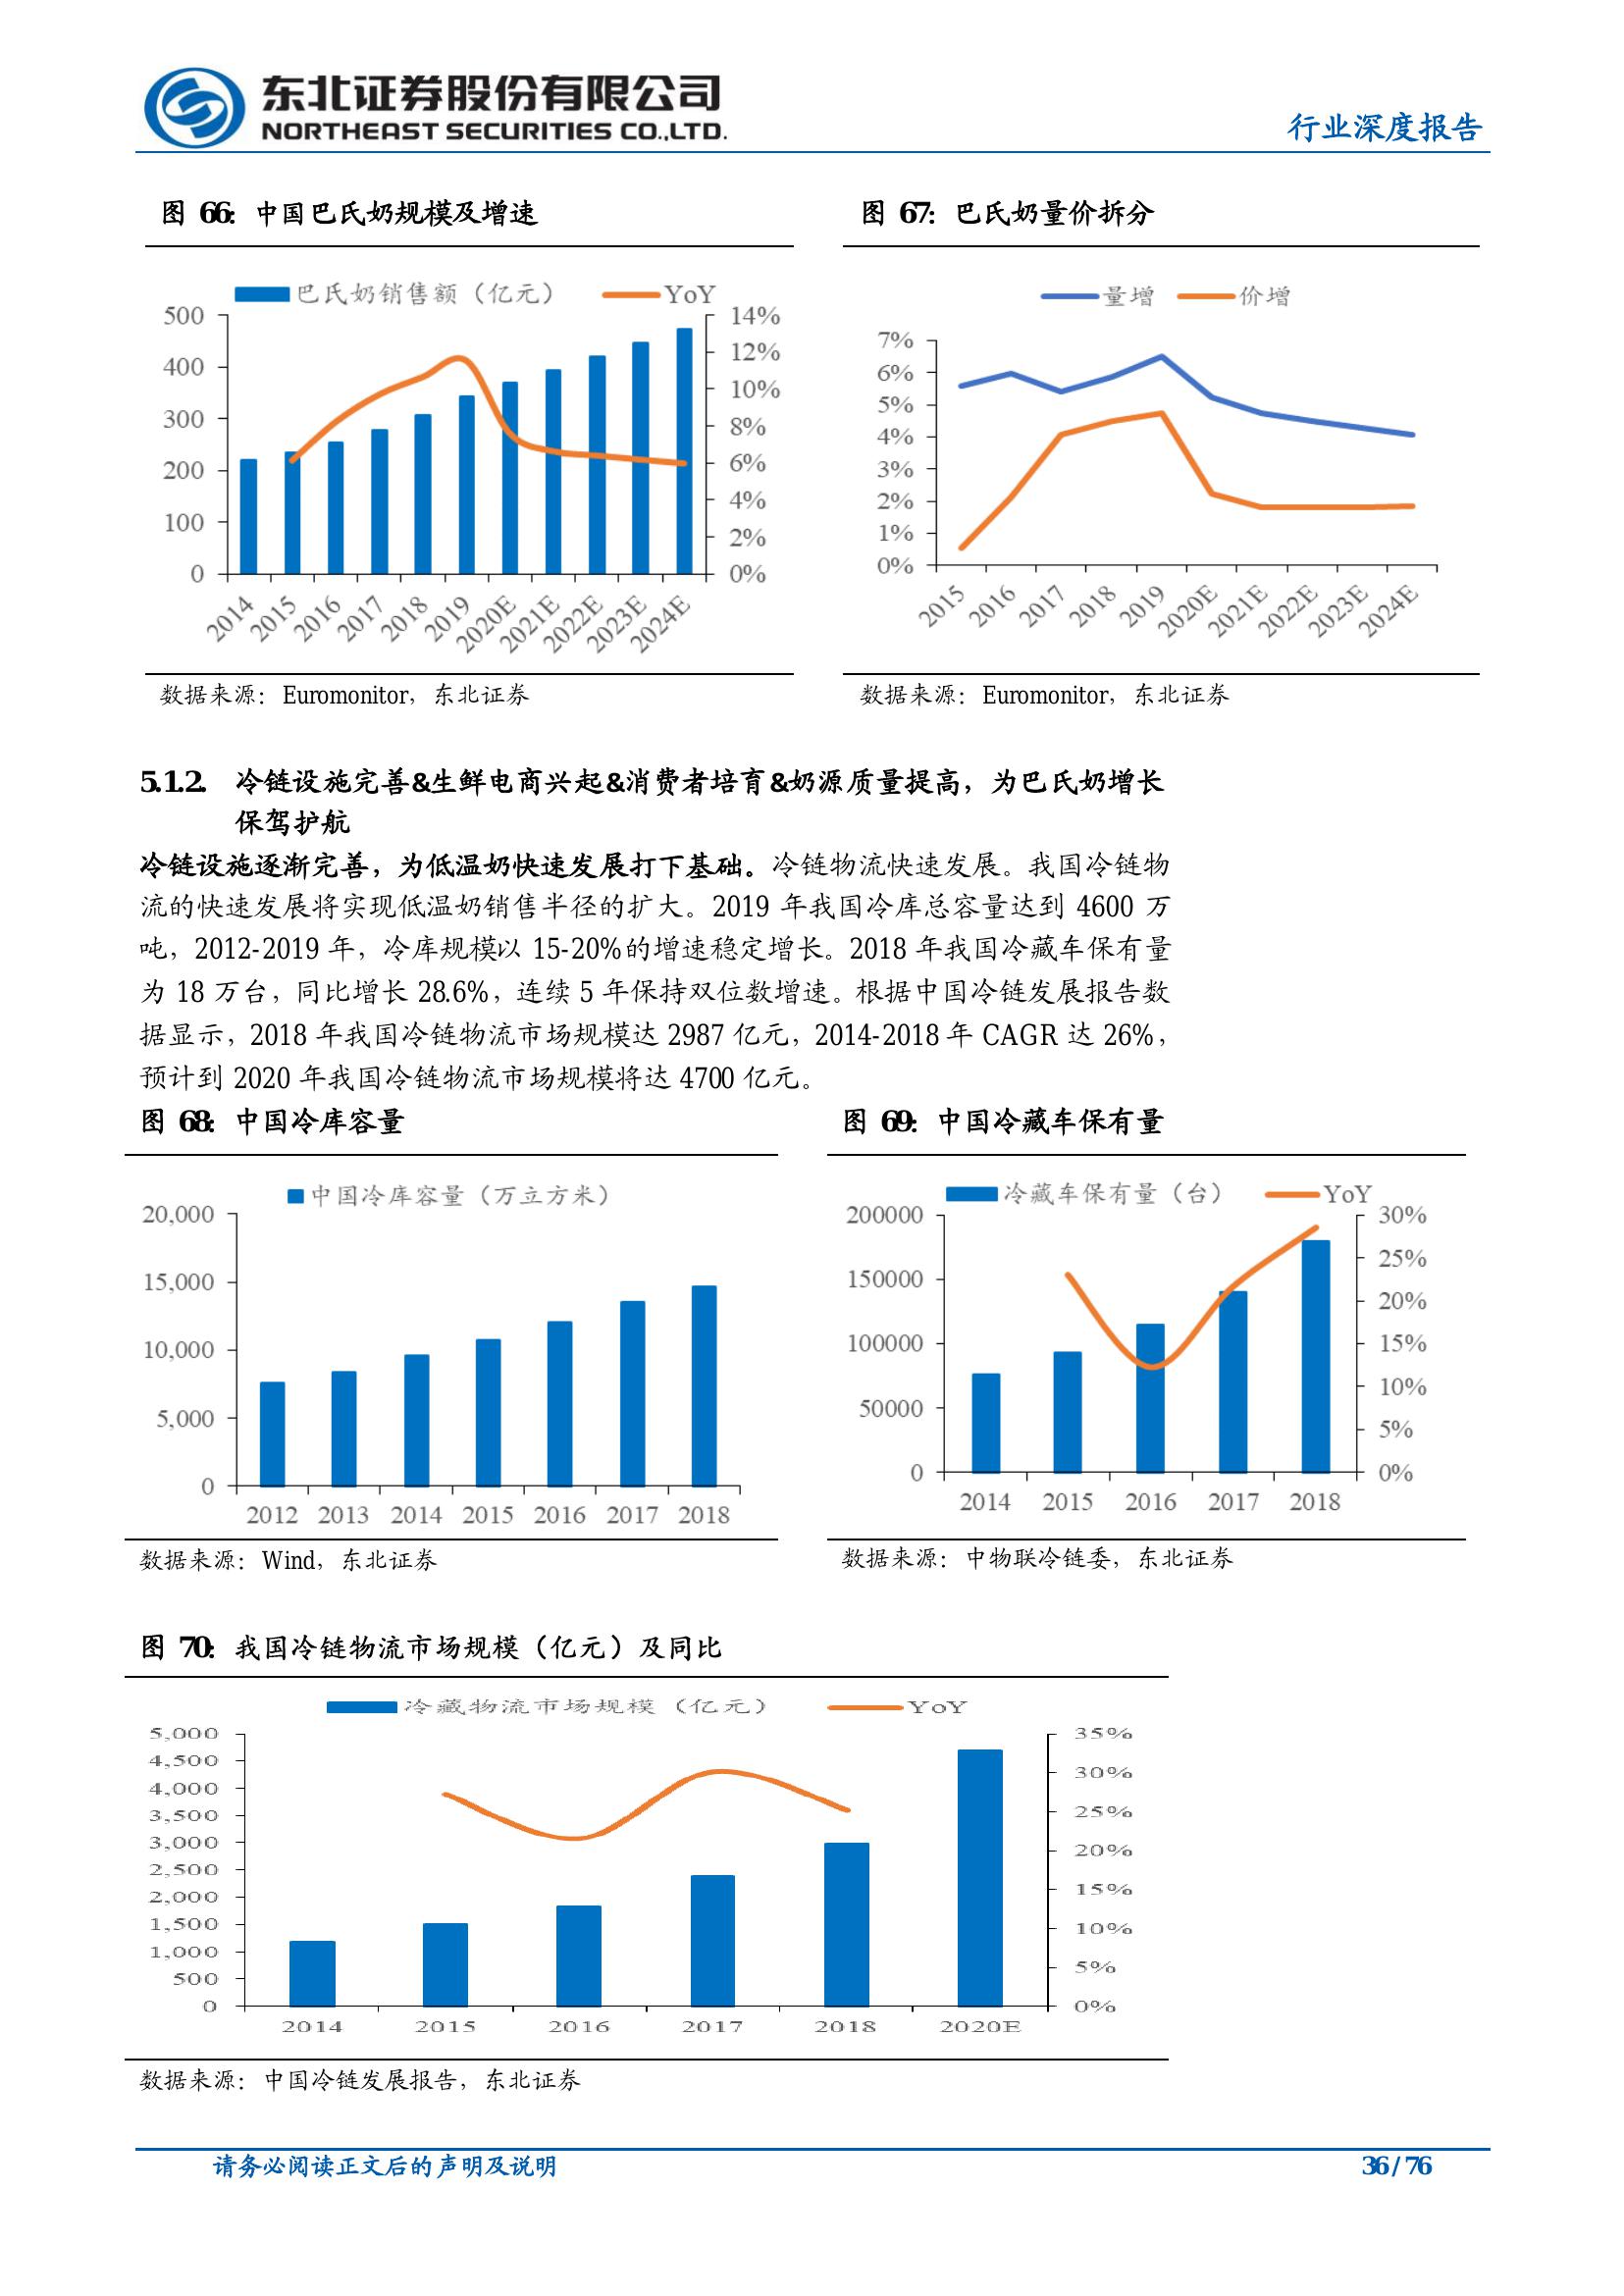 东北证券股份有限公司
NORTHEAST SECURITIES CO.,LTD.
行业深度报告
图 66：中国巴氏奶规模及增速
巴氏奶销售额（亿元） YoY
500
400
300
200
100
0
14%
12%
10%
8%
6%
4%
2%
0%
2014 2015 2016 2017 2018 2019 2020E 2021E 2022E 2023E 2024E
数据来源：Euromonitor，东北证券
图 67：巴氏奶量价拆分
量增 价增
7%
6%
5%
4%
3%
2%
1%
0%
2015 2016 2017 2018 2019 2020E 2021E 2022E 2023E 2024E
数据来源：Euromonitor，东北证券
5.1.2. 冷链设施完善&生鲜电商兴起&消费者培育&奶源质量提高，为巴氏奶增长
保驾护航
冷链设施逐渐完善，为低温奶快速发展打下基础。冷链物流快速发展。我国冷链物
流的快速发展将实现低温奶销售半径的扩大。2019 年我国冷库总容量达到 4600 万
吨，2012-2019 年，冷库规模以 15-20%的增速稳定增长。2018 年我国冷藏车保有量
为 18 万台，同比增长 28.6%，连续 5 年保持双位数增速。根据中国冷链发展报告数
据显示，2018 年我国冷链物流市场规模达 2987 亿元，2014-2018 年 CAGR 达 26%，
预计到 2020 年我国冷链物流市场规模将达 4700 亿元。
图 68：中国冷库容量
中国冷库容量（万立方米）
20,000
15,000
10,000
5,000
0
2012 2013 2014 2015 2016 2017 2018
数据来源：Wind，东北证券
图 69：中国冷藏车保有量
冷藏车保有量（台） YoY
200000
150000
100000
50000
0
30%
25%
20%
15%
10%
5%
0%
2014 2015 2016 2017 2018
数据来源：中物联冷链委，东北证券
图 70：我国冷链物流市场规模（亿元）及同比
冷藏物流市场规模（亿元） YoY
5,000
4,500
4,000
3,500
3,000
2,500
2,000
1,500
1,000
500
0
35%
30%
25%
20%
15%
10%
5%
0%
2014 2015 2016 2017 2018 2020E
数据来源：中国冷链发展报告，东北证券
请务必阅读正文后的声明及说明
36 / 76